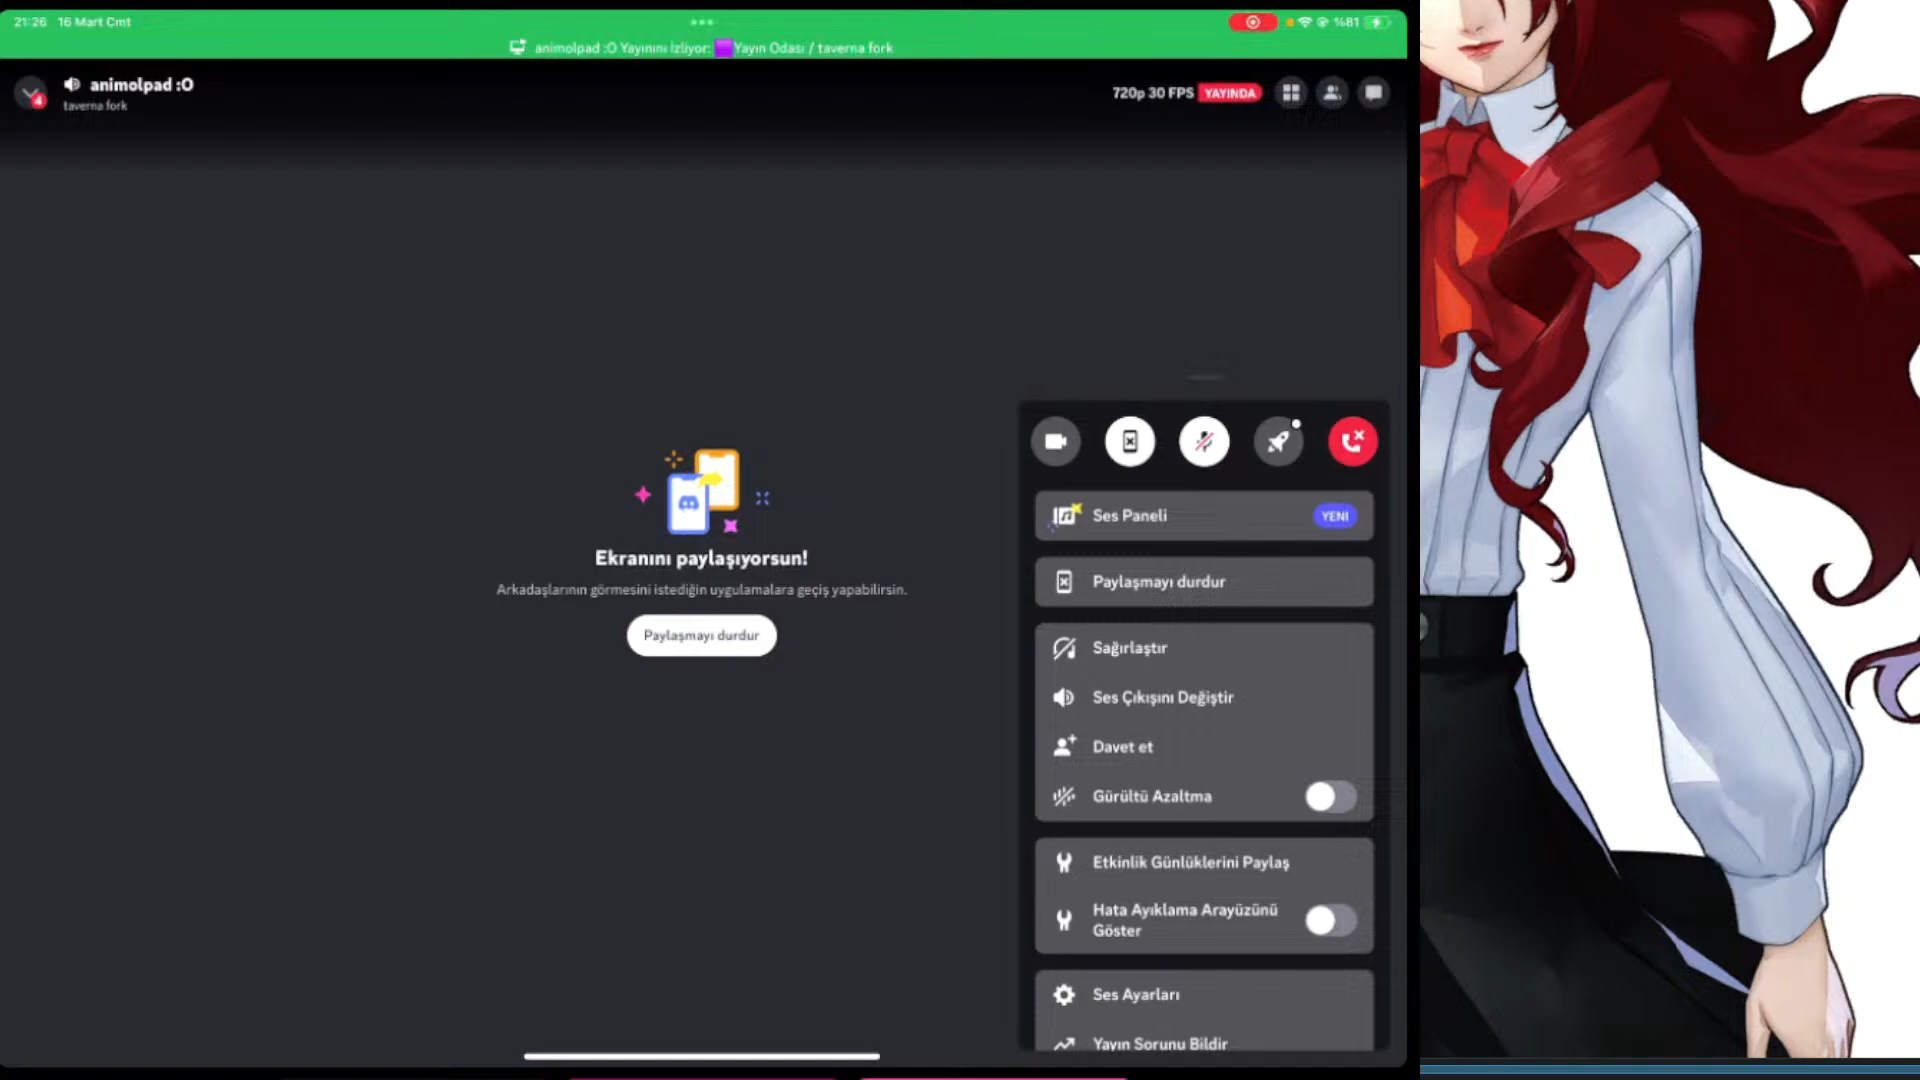 21:26 16 Mart Cmt
%81
animolpad :O Yayınını İzliyor: Yayın Odası / taverna fork
4
animolpad :O
taverna fork
720p 30 FPS YAYINDA
Ekranını paylaşıyorsun!
Arkadaşlarının görmesini istediğin uygulamalara geçiş yapabilirsin.
Paylaşmayı durdur
Ses Paneli YENİ
Paylaşmayı durdur
Sağırlaştır
Ses Çıkışını Değiştir
Davet et
Gürültü Azaltma
Etkinlik Günlüklerini Paylaş
Hata Ayıklama Arayüzünü
Göster
Ses Ayarları
Yayın Sorunu Bildir